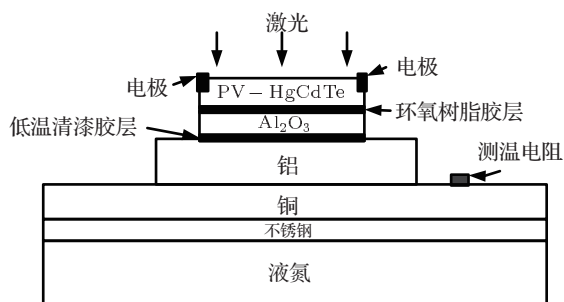 激光
电极
电极
PV－HgCdTe
环氧树脂胶层
低温清漆胶层
Al₂O₃
测温电阻
铝
铜
不锈钢
液氮